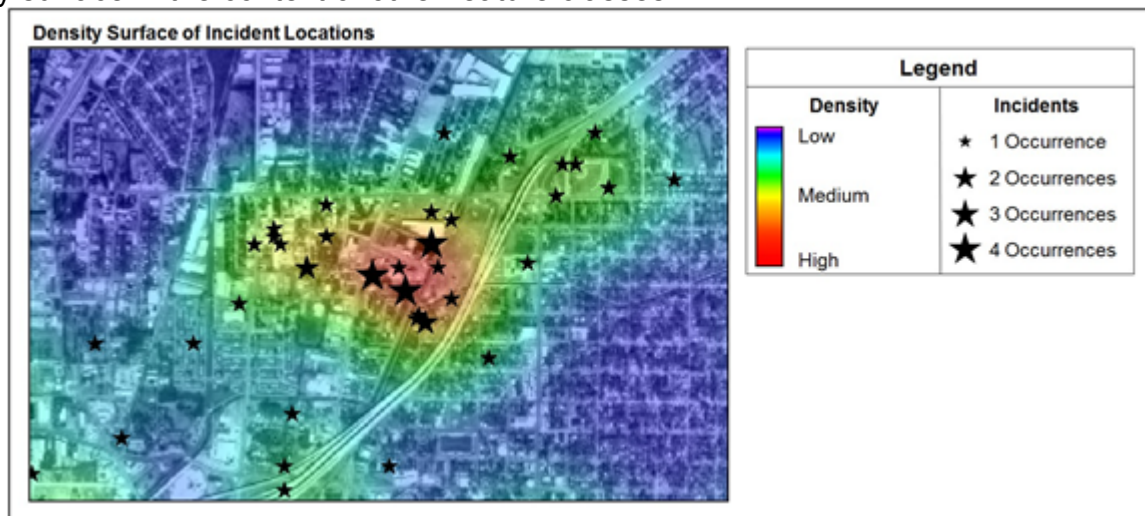 Density Surface of Incident Locations
Legend
Density
Low
Medium
High
Incidents
1 Occurrence
2 Occurrences
3 Occurrences
4 Occurrences